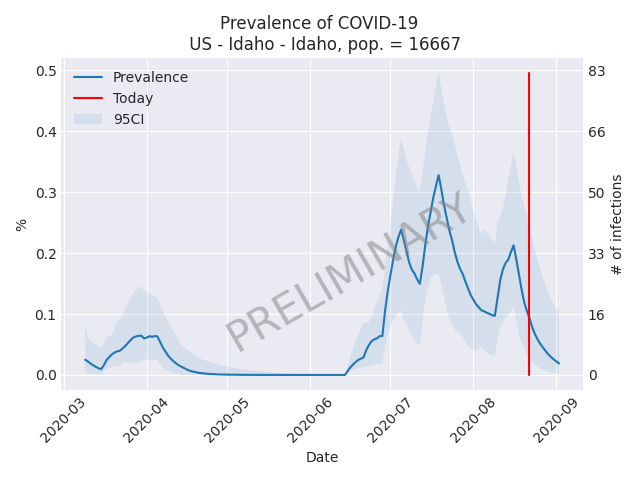 Prevalence of COVID-19
US - Idaho - Idaho, pop. = 16667
Prevalence
Today
95CI
PRELIMINARY
%
0.5
0.4
0.3
0.2
0.1
0.0
83
66
50
33
16
0
# of infections
2020-03
2020-04
2020-05
2020-06
2020-07
2020-08
2020-09
Date